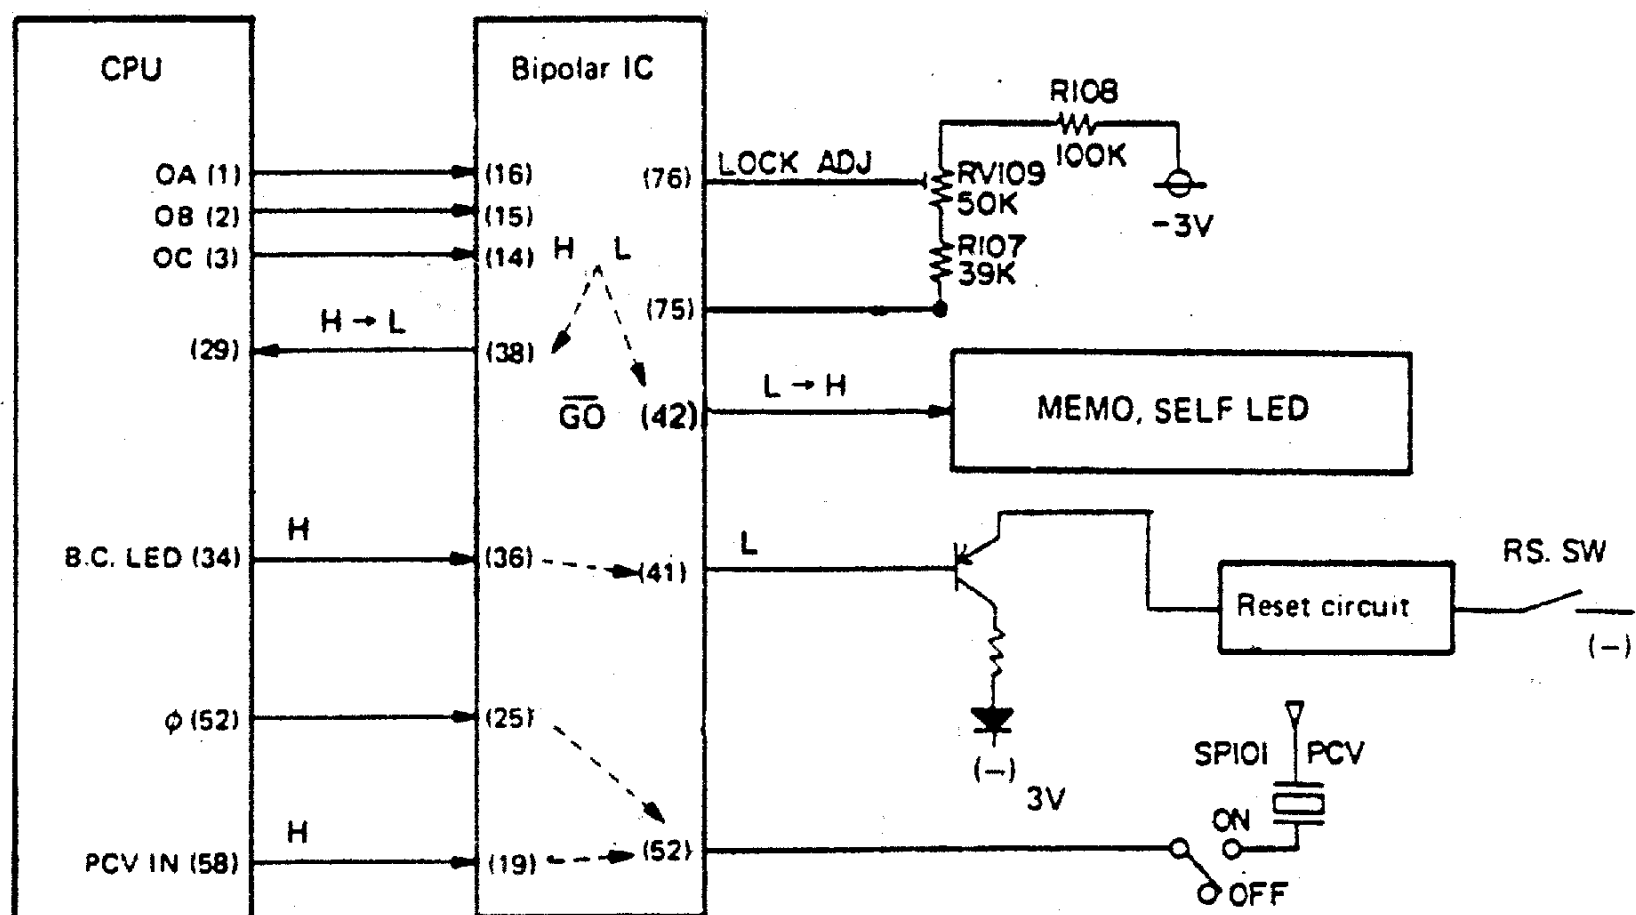 CPU
Bipolar IC
R108
100K
OA (1)
(16)
(76)
LOCK ADJ
RV109
50K
-3V
OB (2)
(15)
OC (3)
(14)
H
L
R107
39K
(75)
H → L
(29)
(38)
L → H
GO
(42)
MEMO, SELF LED
H
B.C. LED (34)
(36)
(41)
L
RS. SW
Reset circuit
(−)
φ (52)
(25)
SP101
PCV
(−)
3V
ON
H
PCV IN (58)
(19)
(52)
OFF